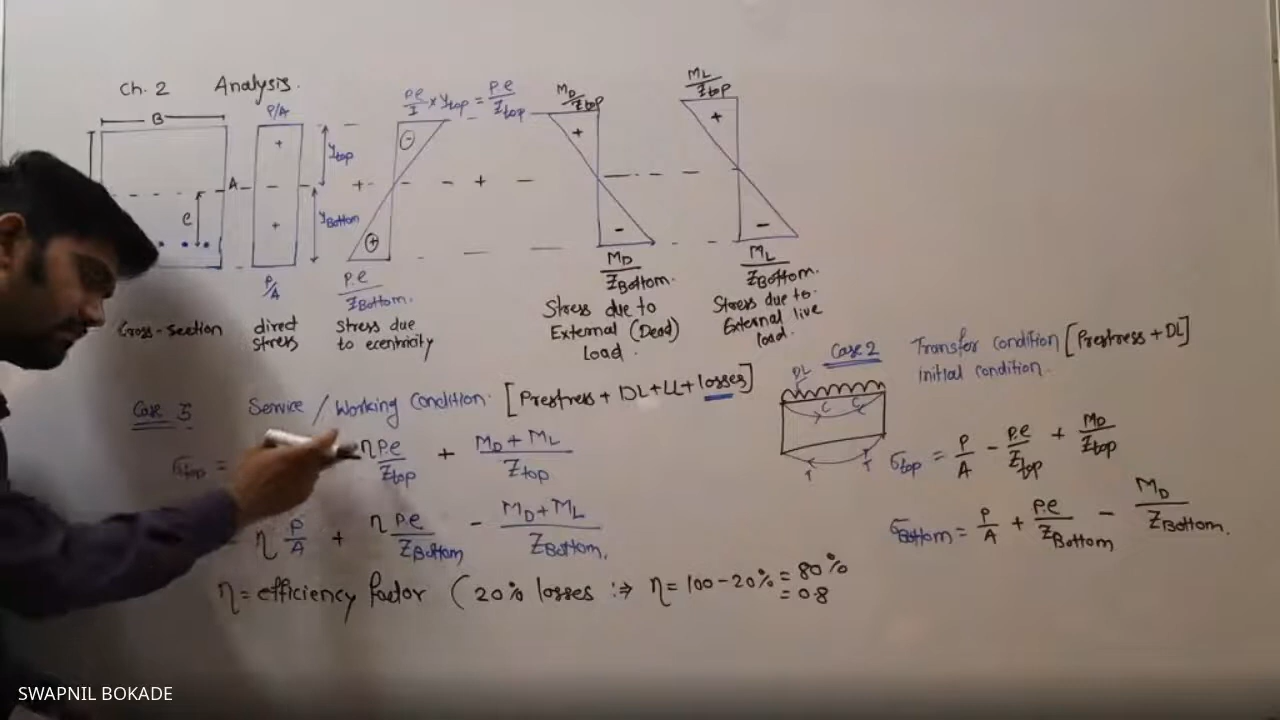 Ch. 2 Analysis.
B
e
A
Cross-section
P/A
+
+
P/A
direct
stress
ytop
yBottom
P.e/I × ytop = P.e/Ztop
-
+
P.e/ZBottom.
Stress due
to ecentricity
+
MD/Ztop
+
-
MD/ZBottom.
Stress due to
External (Dead)
Load.
ML/Ztop
+
-
ML/ZBottom.
Stress due to
External live
load.
Case 2 Transfer condition [Prestress + DL]
initial condition.
DL
C C
T T
σtop = P/A - P.e/Ztop + MD/Ztop
σBottom = P/A + P.e/ZBottom - MD/ZBottom.
Case 3 Service / Working Condition. [Prestress + DL + LL + losses]
σtop = ηP.e/Ztop + MD + ML/Ztop
= η P/A + η P.e/ZBottom - MD + ML/ZBottom.
η = efficiency factor (20% losses :⇒ η = 100 - 20% = 80%
= 0.8
SWAPNIL BOKADE